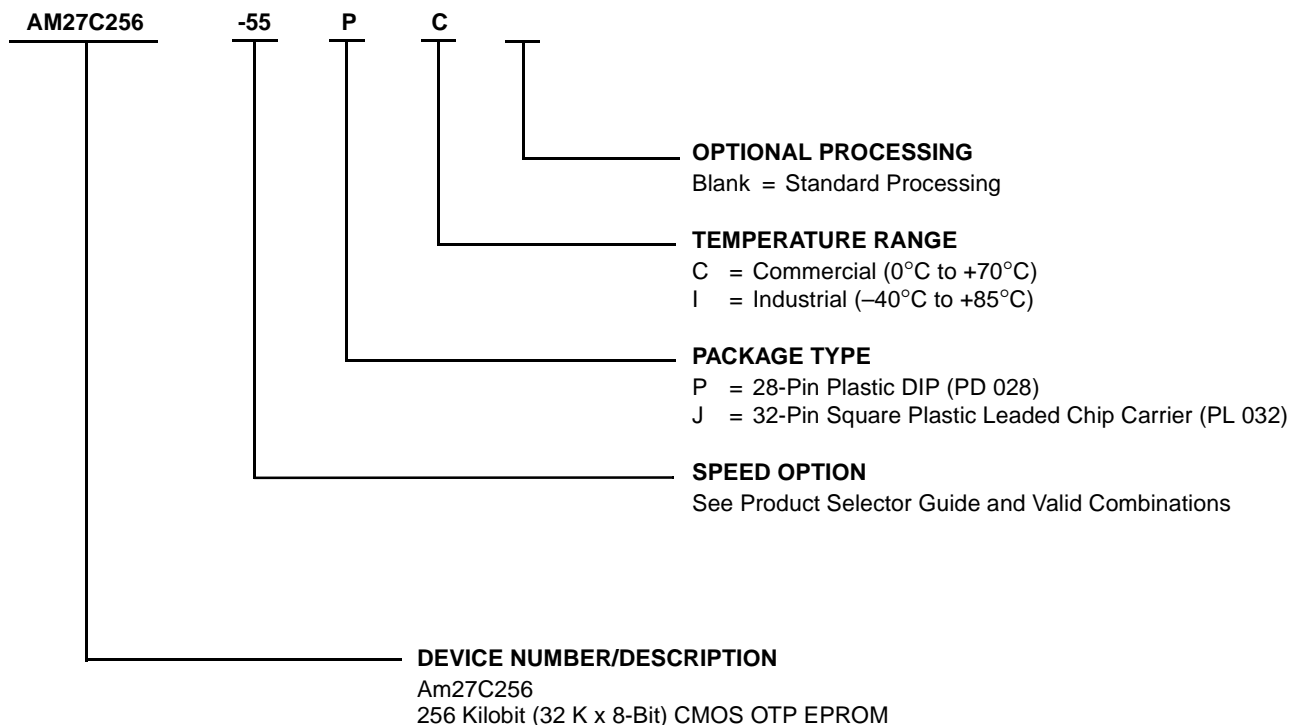 AM27C256 -55 P C
OPTIONAL PROCESSING
Blank = Standard Processing
TEMPERATURE RANGE
C = Commercial (0°C to +70°C)
I = Industrial (–40°C to +85°C)
PACKAGE TYPE
P = 28-Pin Plastic DIP (PD 028)
J = 32-Pin Square Plastic Leaded Chip Carrier (PL 032)
SPEED OPTION
See Product Selector Guide and Valid Combinations
DEVICE NUMBER/DESCRIPTION
Am27C256
256 Kilobit (32 K x 8-Bit) CMOS OTP EPROM